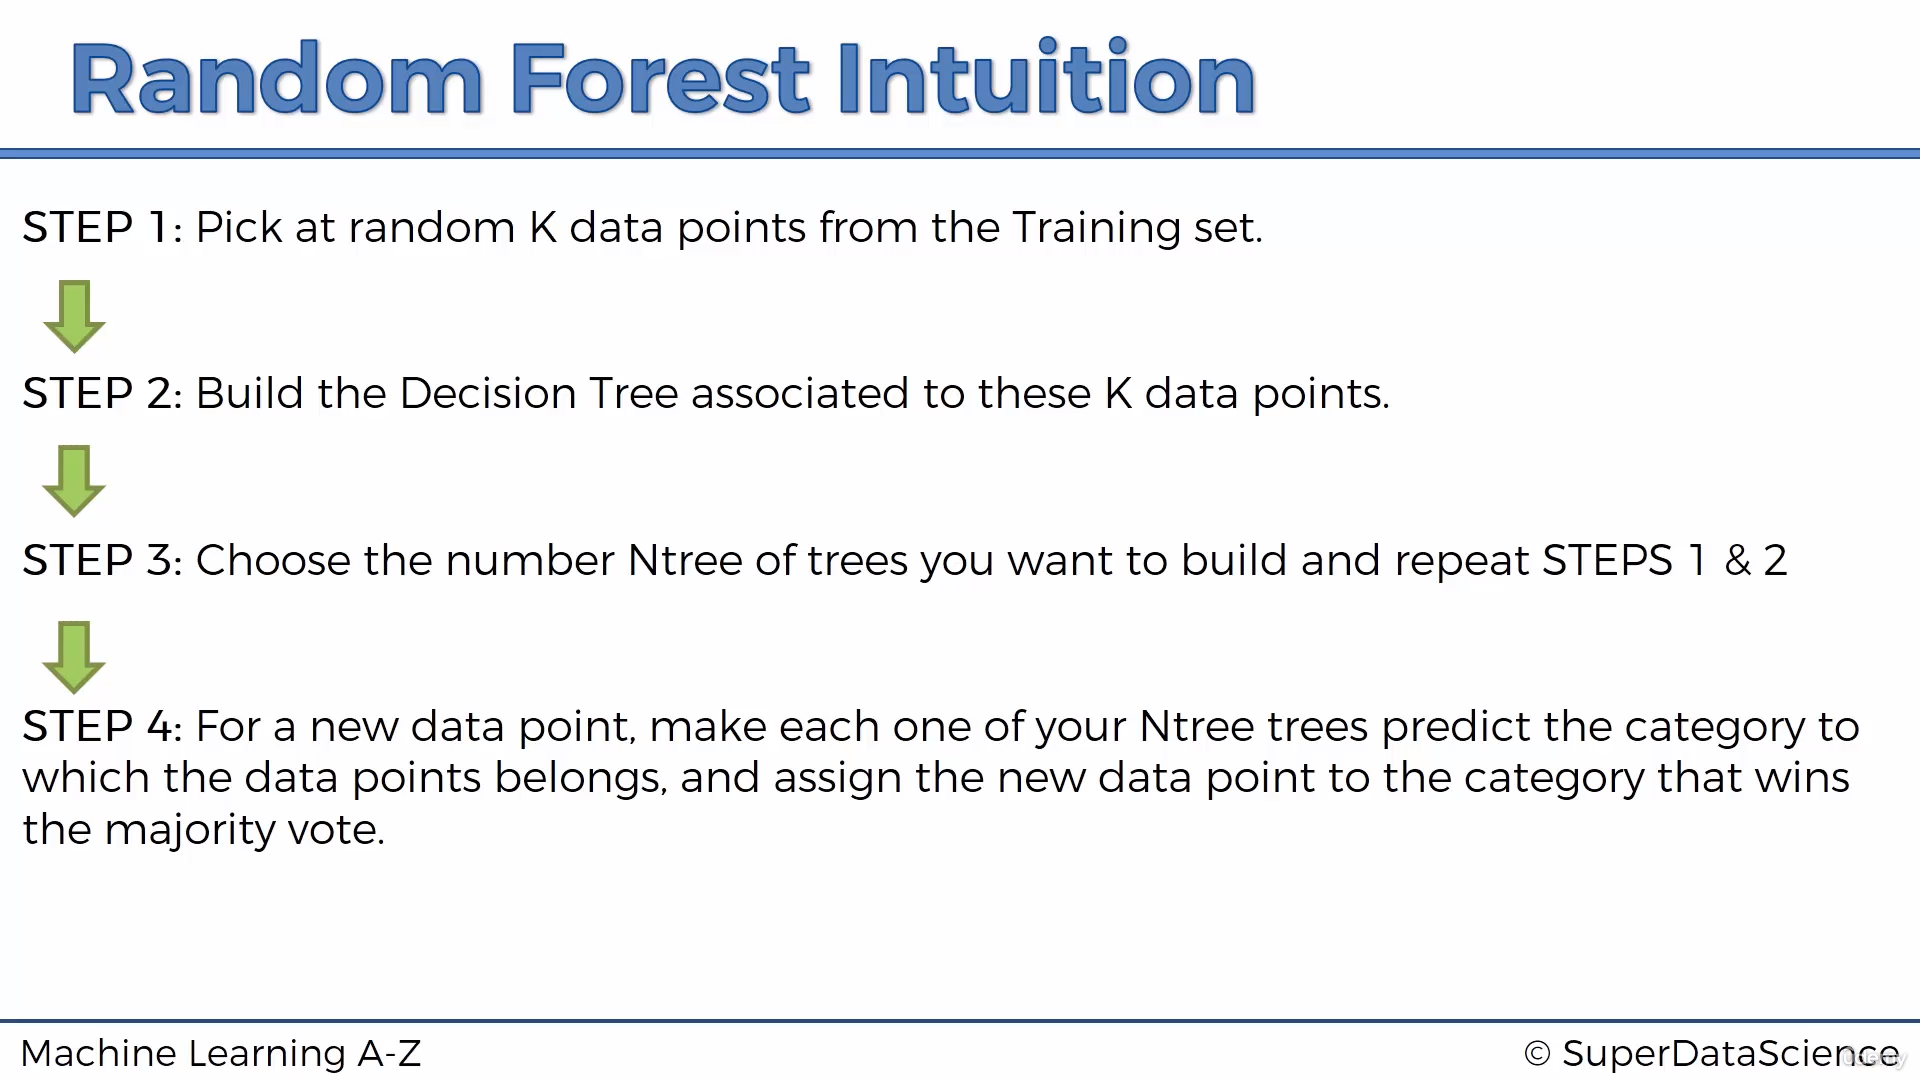 Random Forest Intuition
STEP 1: Pick at random K data points from the Training set.
STEP 2: Build the Decision Tree associated to these K data points.
STEP 3: Choose the number Ntree of trees you want to build and repeat STEPS 1 & 2
STEP 4: For a new data point, make each one of your Ntree trees predict the category to
which the data points belongs, and assign the new data point to the category that wins
the majority vote.
Machine Learning A-Z
© SuperDataScience
Udemy